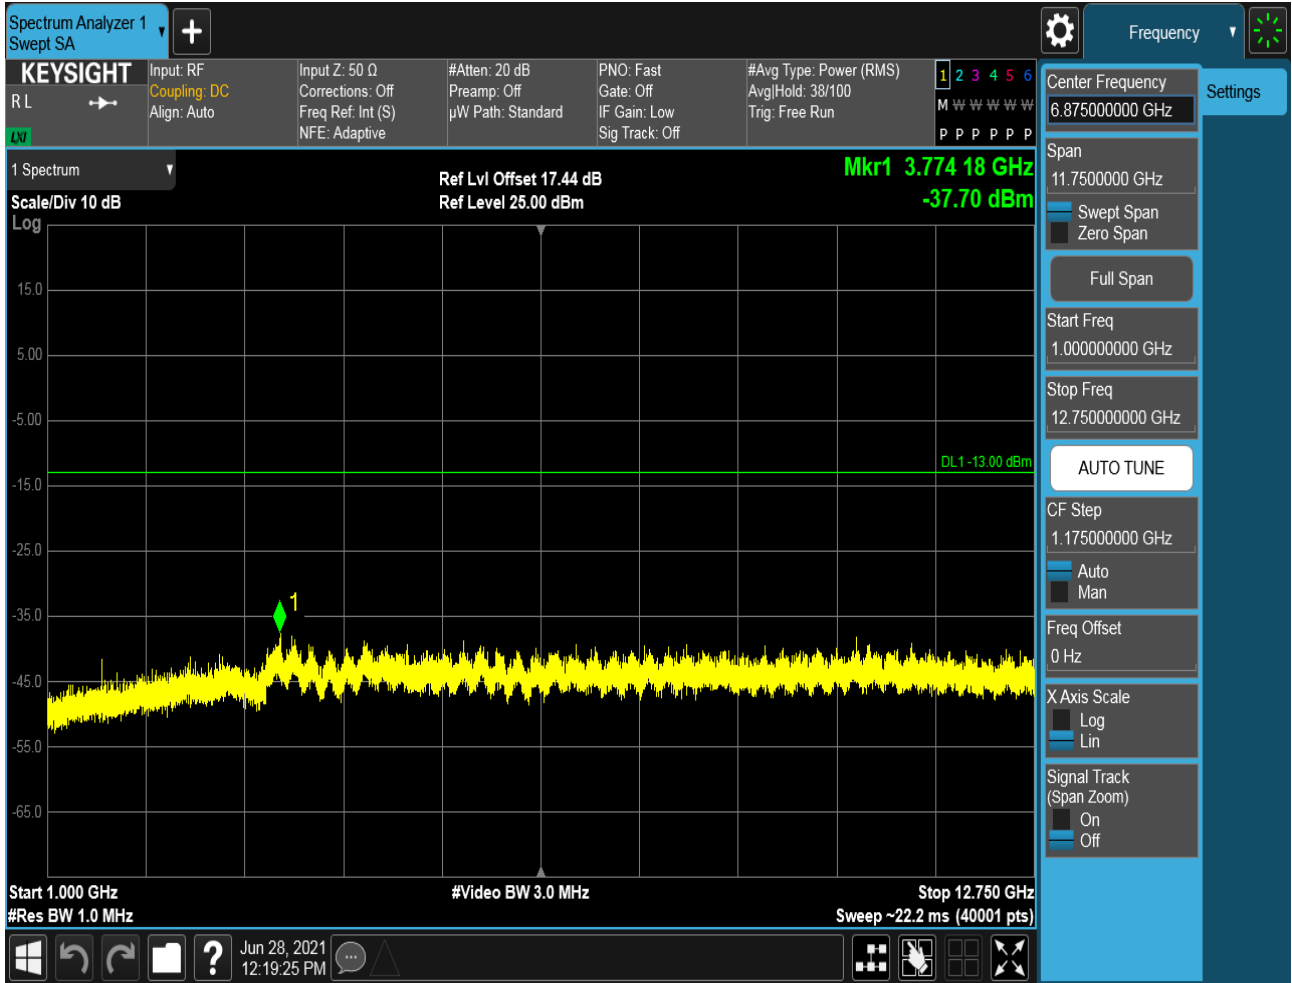 Spectrum Analyzer 1
Swept SA
Frequency
KEYSIGHT
R L
LXI
Input: RF
Coupling: DC
Align: Auto
Input Z: 50 Ω
Corrections: Off
Freq Ref: Int (S)
NFE: Adaptive
#Atten: 20 dB
Preamp: Off
µW Path: Standard
PNO: Fast
Gate: Off
IF Gain: Low
Sig Track: Off
#Avg Type: Power (RMS)
Avg|Hold: 38/100
Trig: Free Run
1 2 3 4 5 6
M W W W W W
P P P P P P
1 Spectrum
Scale/Div 10 dB
Log
Ref Lvl Offset 17.44 dB
Ref Level 25.00 dBm
Mkr1 3.774 18 GHz
-37.70 dBm
15.0
5.00
-5.00
DL1 -13.00 dBm
-15.0
-25.0
1
-35.0
-45.0
-55.0
-65.0
Start 1.000 GHz
#Video BW 3.0 MHz
Stop 12.750 GHz
#Res BW 1.0 MHz
Sweep ~22.2 ms (40001 pts)
Jun 28, 2021
12:19:25 PM
?
Center Frequency
6.875000000 GHz
Settings
Span
11.7500000 GHz
Swept Span
Zero Span
Full Span
Start Freq
1.000000000 GHz
Stop Freq
12.750000000 GHz
AUTO TUNE
CF Step
1.175000000 GHz
Auto
Man
Freq Offset
0 Hz
X Axis Scale
Log
Lin
Signal Track
(Span Zoom)
On
Off